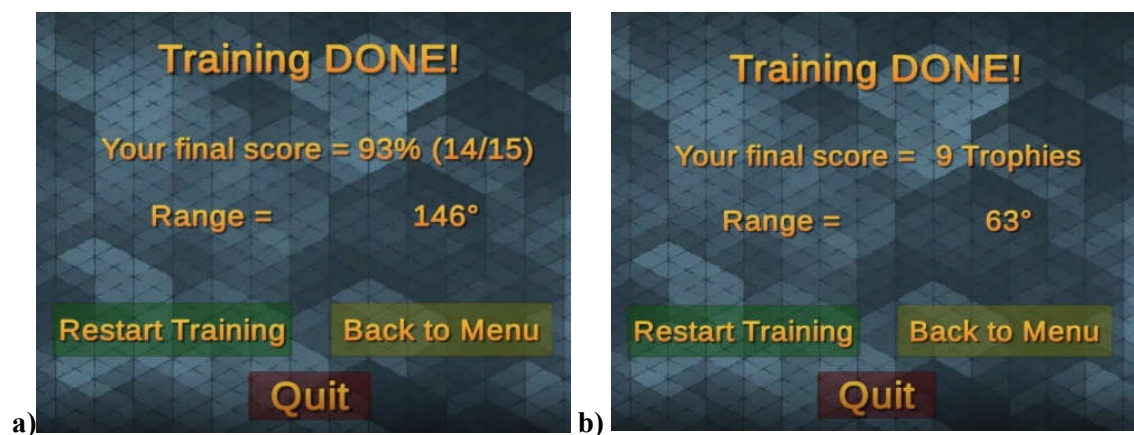 Training DONE!
Your final score = 93% (14/15)
Range = 146°
Restart Training
Back to Menu
Quit
a)
Training DONE!
Your final score = 9 Trophies
Range = 63°
Restart Training
Back to Menu
Quit
b)